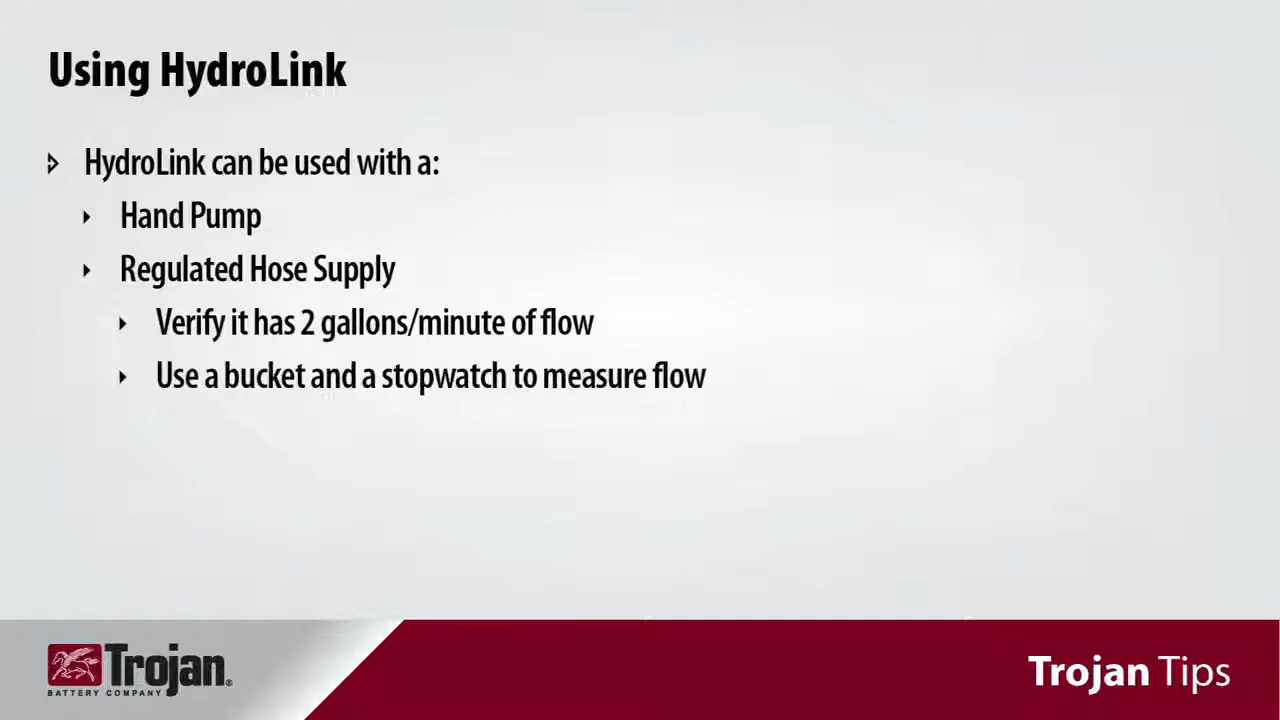 Using HydroLink
HydroLink can be used with a:
Hand Pump
Regulated Hose Supply
Verify it has 2 gallons/minute of flow
Use a bucket and a stopwatch to measure flow
Trojan®
BATTERY COMPANY
Trojan Tips